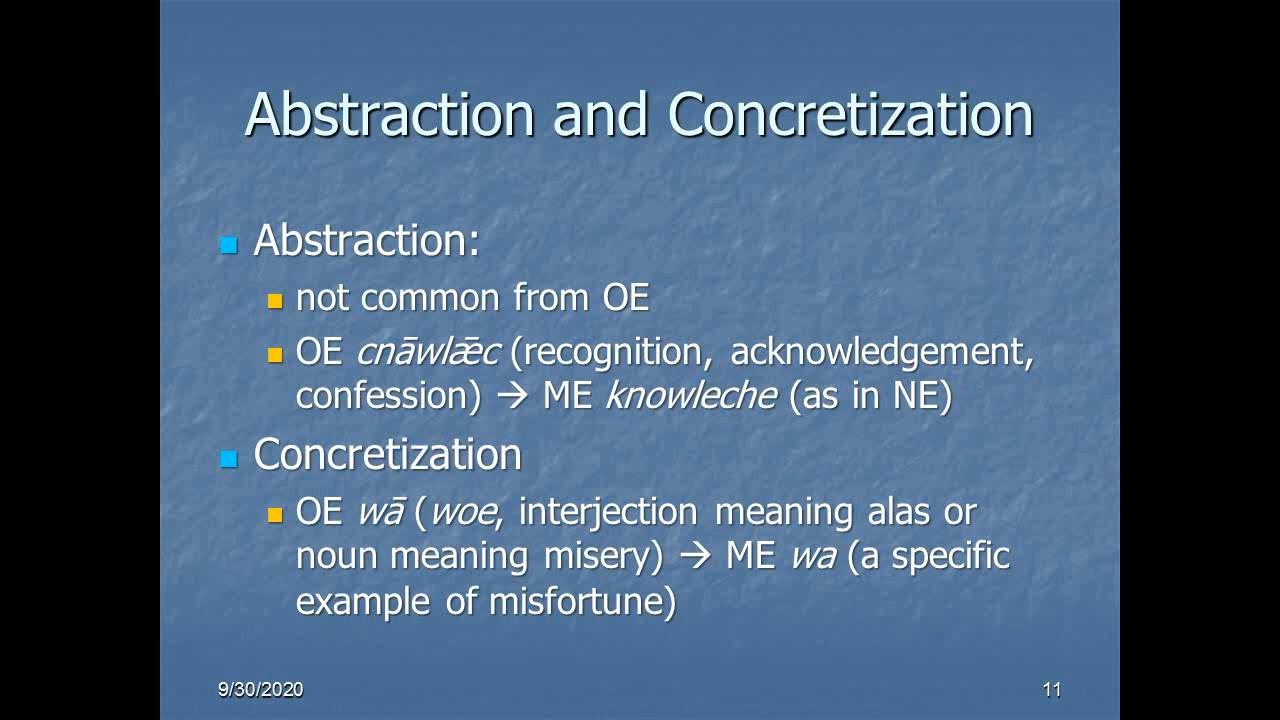 Abstraction and Concretization
Abstraction:
not common from OE
OE cnāwlǣc (recognition, acknowledgement,
confession) → ME knowleche (as in NE)
Concretization
OE wā (woe, interjection meaning alas or
noun meaning misery) → ME wa (a specific
example of misfortune)
9/30/2020
11